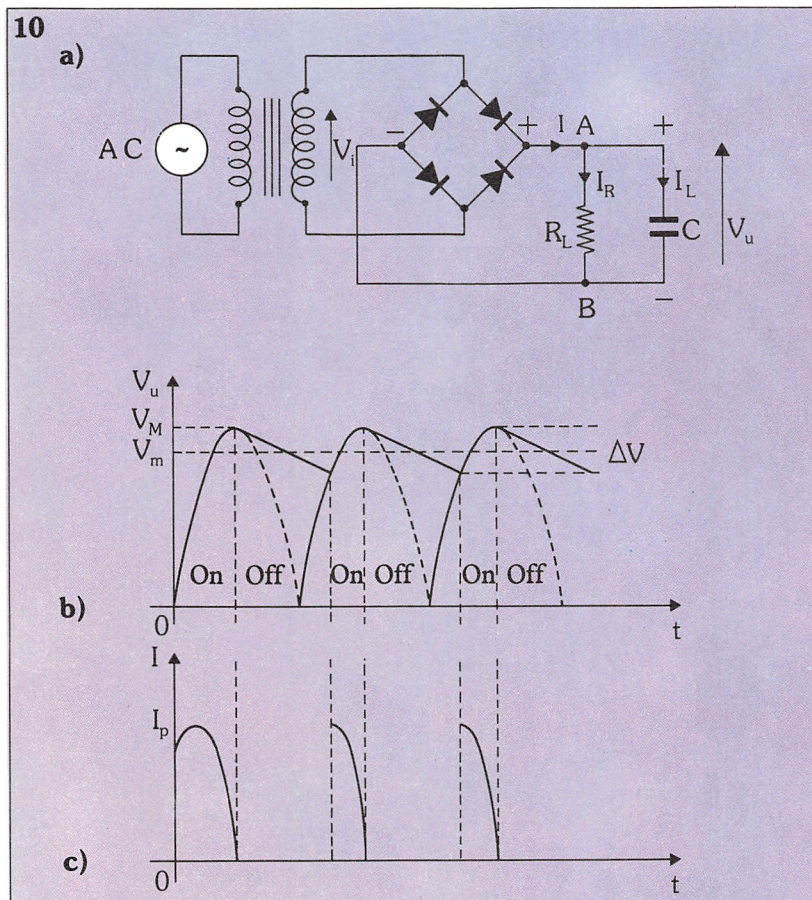 10
a)
A C
~
V_i
−
+
I
A
+
I_R
I_L
R_L
C
V_u
B
−
V_u
V_M
V_m
ΔV
On Off On Off On Off
b)
0
t
I
I_p
c)
0
t